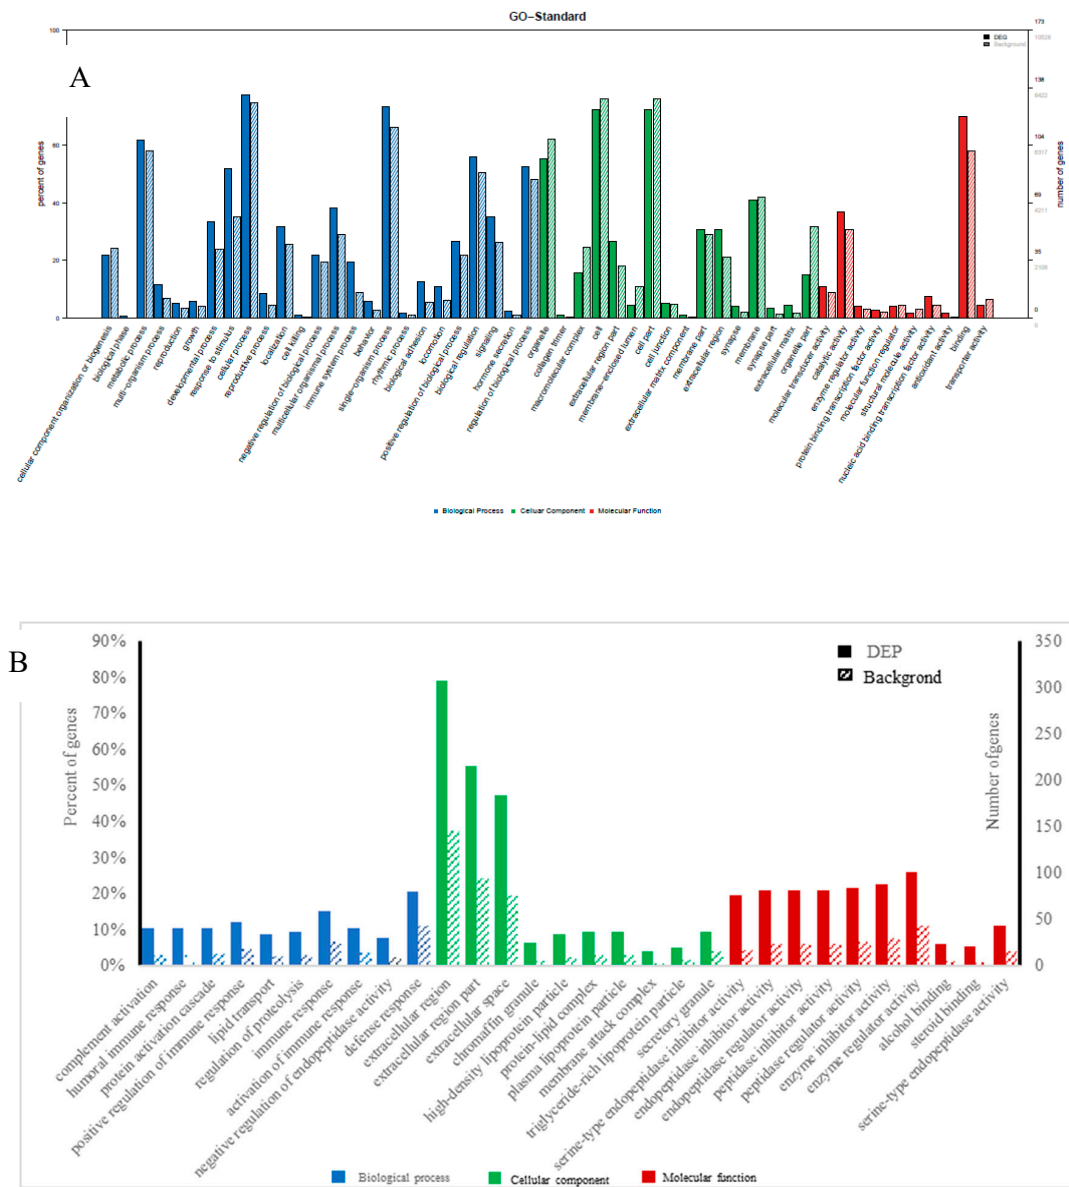 GO−Standard
A
100
60
40
20
0
percent of genes
173
138
104
69
35
0
number of genes
DEG
Background
cellular component organization or biogenesis
biological phase
metabolic process
multi−organism process
reproduction
growth
developmental process
response to stimulus
cellular process
reproductive process
localization
cell killing
negative regulation of biological process
multicellular organismal process
immune system process
behavior
single−organism process
rhythmic process
biological adhesion
locomotion
positive regulation of biological process
biological regulation
signaling
hormone secretion
regulation of biological process
organelle
collagen trimer
macromolecular complex
cell
extracellular region part
membrane−enclosed lumen
cell part
cell junction
extracellular matrix component
membrane part
extracellular region
synapse
membrane
synapse part
extracellular matrix
organelle part
molecular transducer activity
catalytic activity
enzyme regulator activity
protein binding transcription factor activity
molecular function regulator
structural molecule activity
nucleic acid binding transcription factor activity
antioxidant activity
binding
transporter activity
Biological Process
Celluar Component
Molecular Function
B
90%
80%
70%
60%
50%
40%
30%
20%
10%
0%
Percent of genes
350
300
250
200
150
100
50
0
Number ofgenes
DEP
Backgrond
complement activation
humoral immune response
protein activation cascade
positive regulation of immune response
lipid transport
regulation of proteolysis
immune response
activation of immune response
negative regulation of endopeptidase activity
defense response
extracellular region
extracellular region part
extracellular space
chromaffin granule
high-density lipoprotein particle
protein-lipid complex
plasma lipoprotein particle
membrane attack complex
triglyceride-rich lipoprotein particle
secretory granule
serine-type endopeptidase inhibitor activity
endopeptidase inhibitor activity
endopeptidase regulator activity
peptidase inhibitor activity
peptidase regulator activity
enzyme inhibitor activity
enzyme regulator activity
alcohol binding
steroid binding
serine-type endopeptidase activity
Biological process
Cellular component
Molecular function